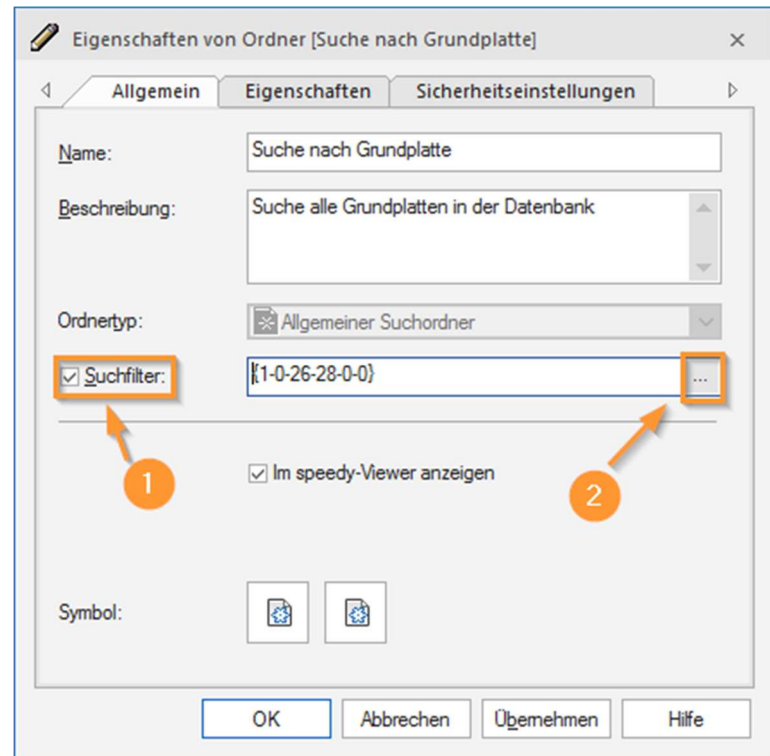 Eigenschaften von Ordner [Suche nach Grundplatte]
Allgemein Eigenschaften Sicherheitseinstellungen
Name: Suche nach Grundplatte
Beschreibung: Suche alle Grundplatten in der Datenbank
Ordnertyp: Allgemeiner Suchordner
Suchfilter: {1-0-26-28-0-0} ...
1
Im speedy-Viewer anzeigen
2
Symbol:
OK Abbrechen Übernehmen Hilfe